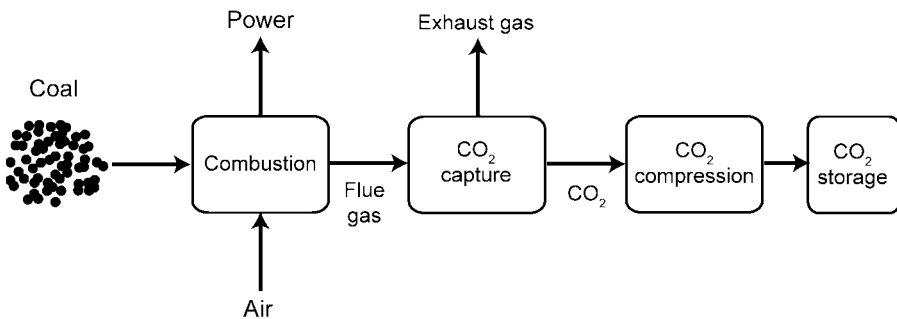 Power
Exhaust gas
Coal
Combustion
CO₂
capture
CO₂
compression
CO₂
storage
Flue
gas
CO₂
Air